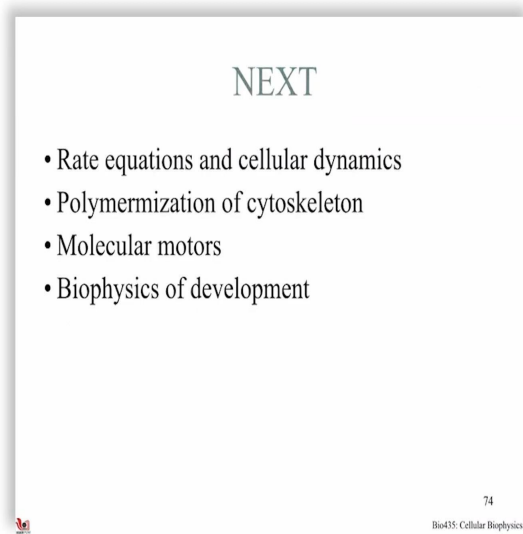 NEXT
• Rate equations and cellular dynamics
• Polymermization of cytoskeleton
• Molecular motors
• Biophysics of development
74
Bio435: Cellular Biophysics